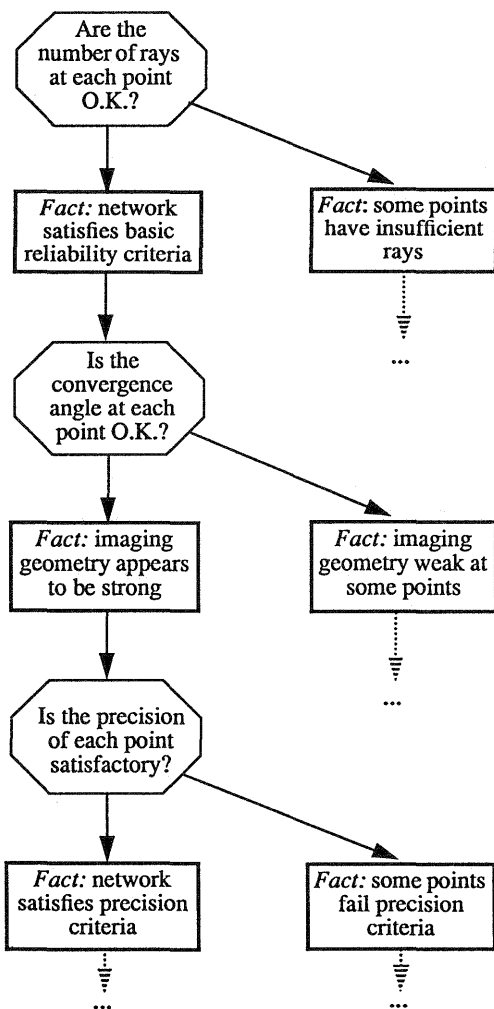 Are the
number of rays
at each point
O.K.?
Fact: network
satisfies basic
reliability criteria
Fact: some points
have insufficient
rays
...
Is the
convergence
angle at each
point O.K.?
Fact: imaging
geometry appears
to be strong
Fact: imaging
geometry weak at
some points
...
Is the precision
of each point
satisfactory?
Fact: network
satisfies precision
criteria
Fact: some points
fail precision
criteria
...
...